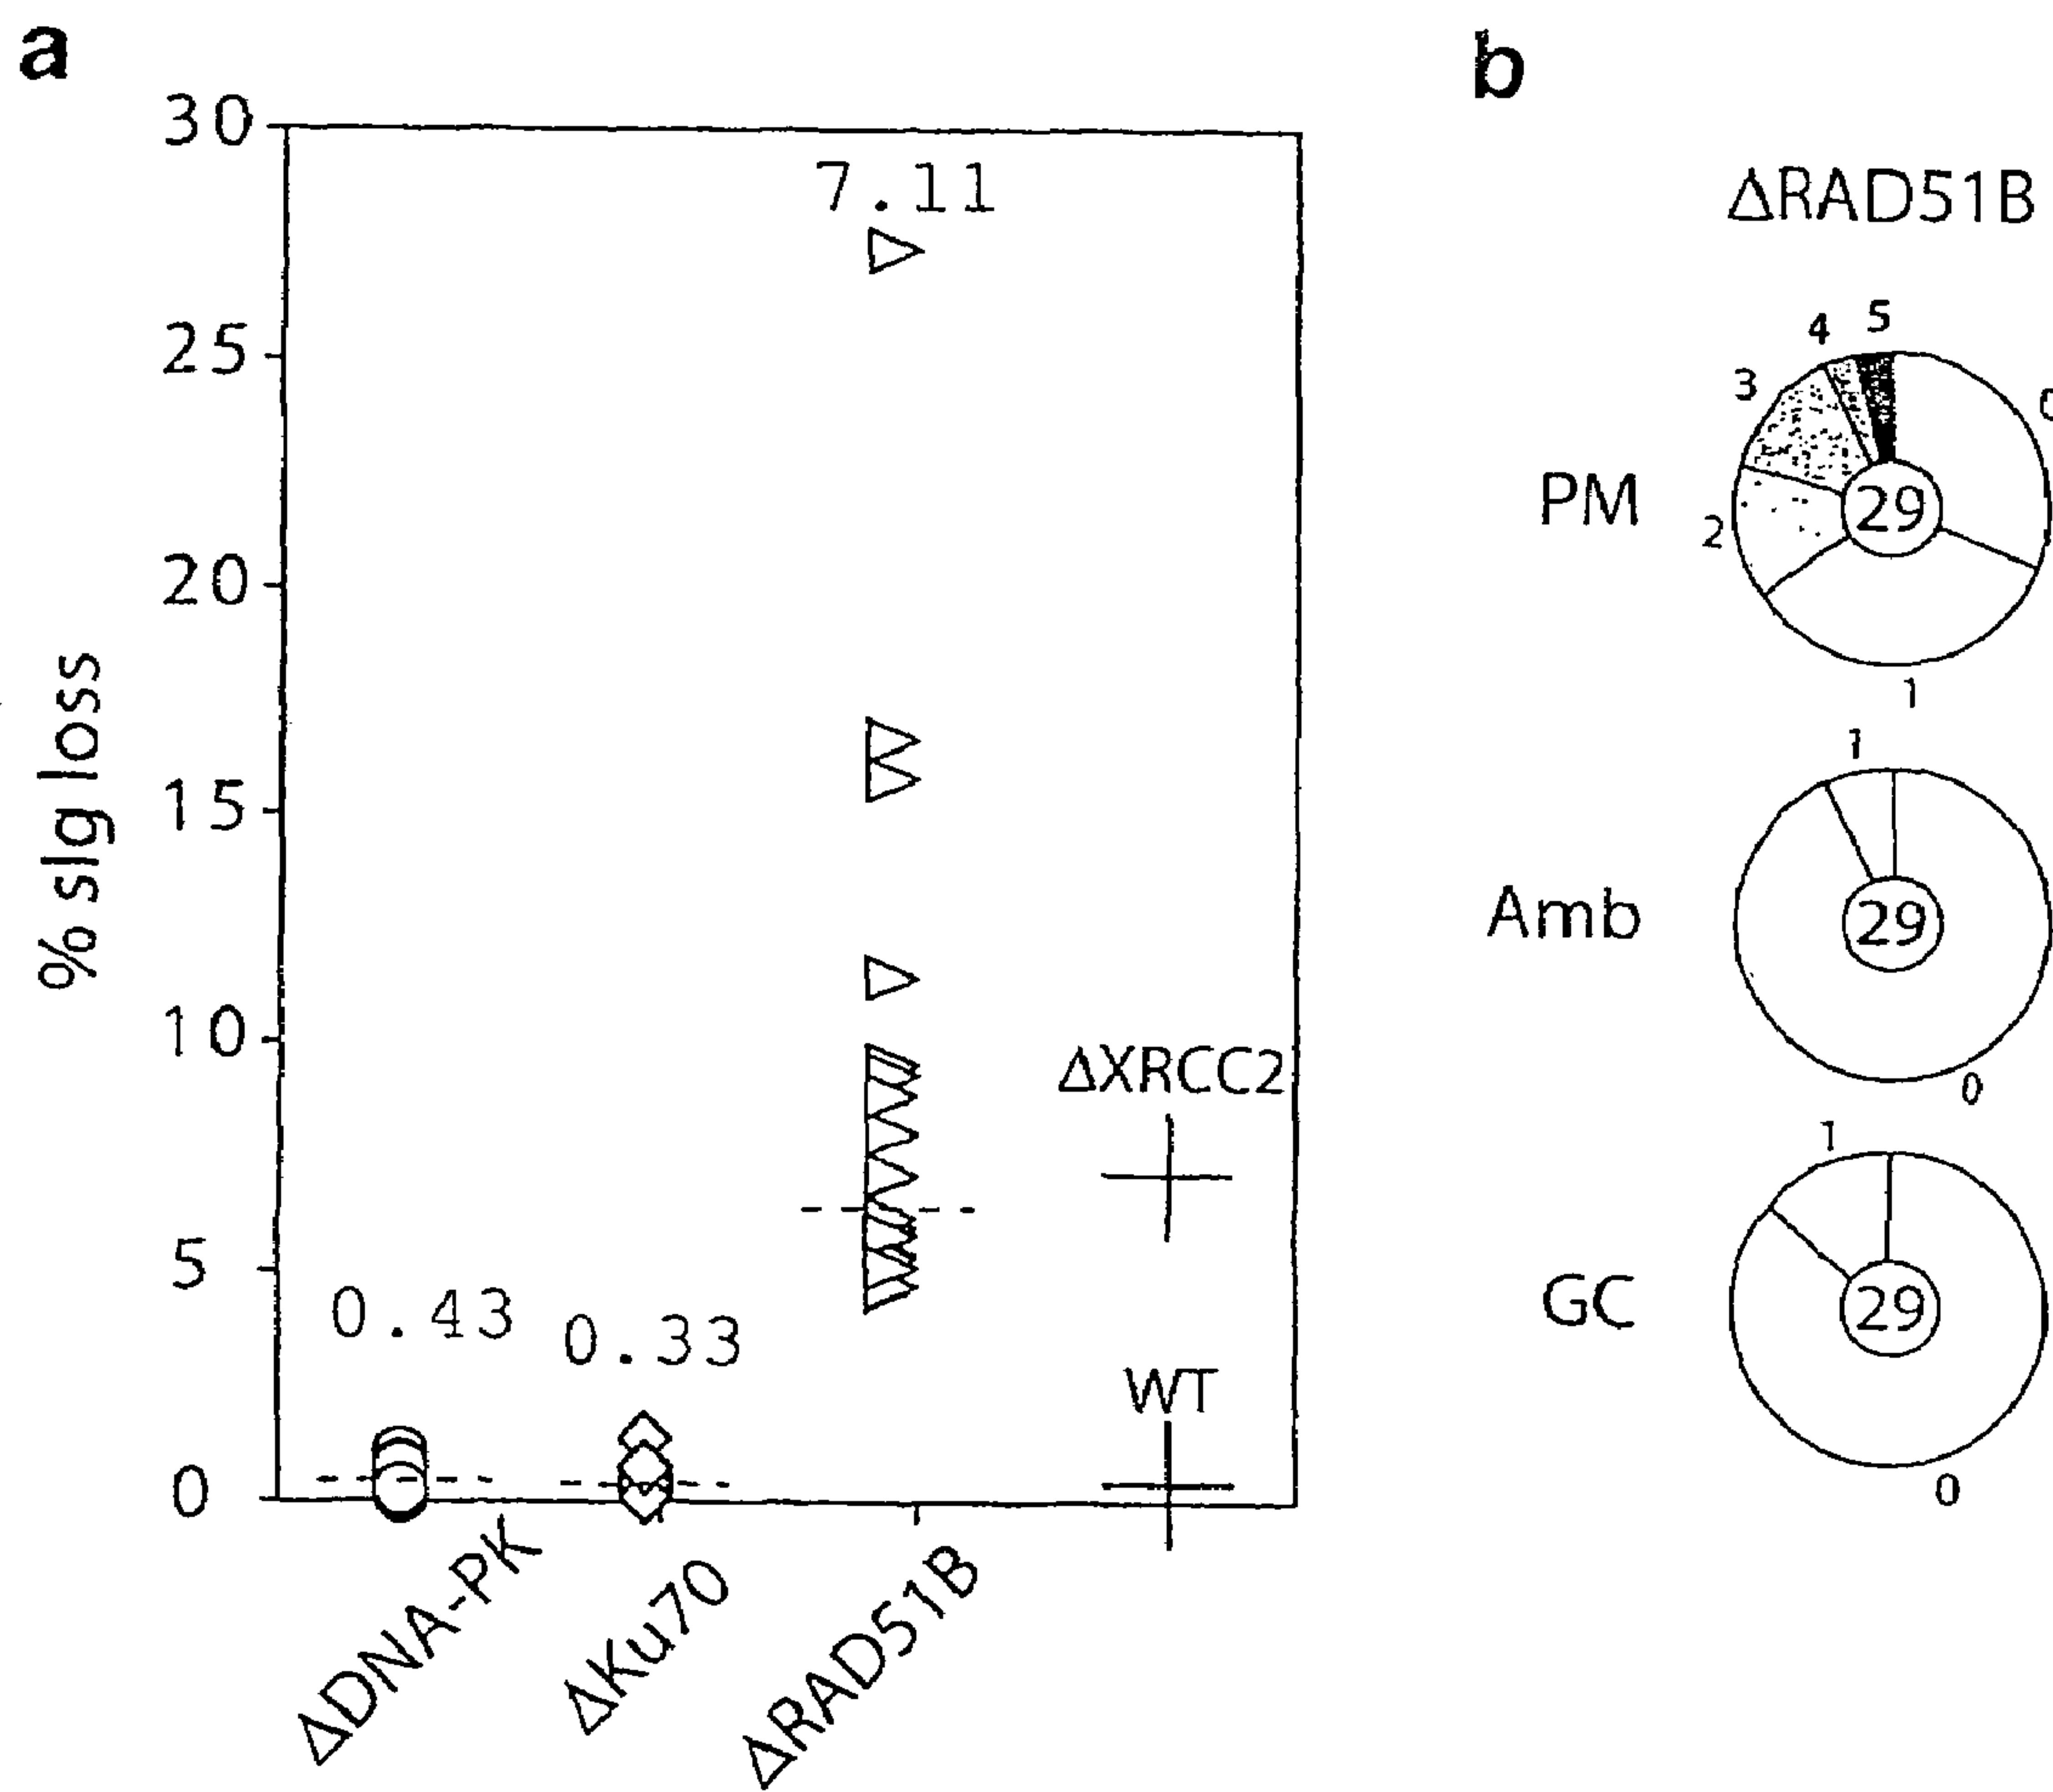 a
30
25
20
15
10
5
0
% sIg loss
7.11
0.43
0.33
ΔXRCC2
WT
ΔDNA-PK
ΔKu70
ΔRAD51B
b
ΔRAD51B
PM
29
0
1
2
3
4
5
Amb
29
1
0
GC
29
1
0